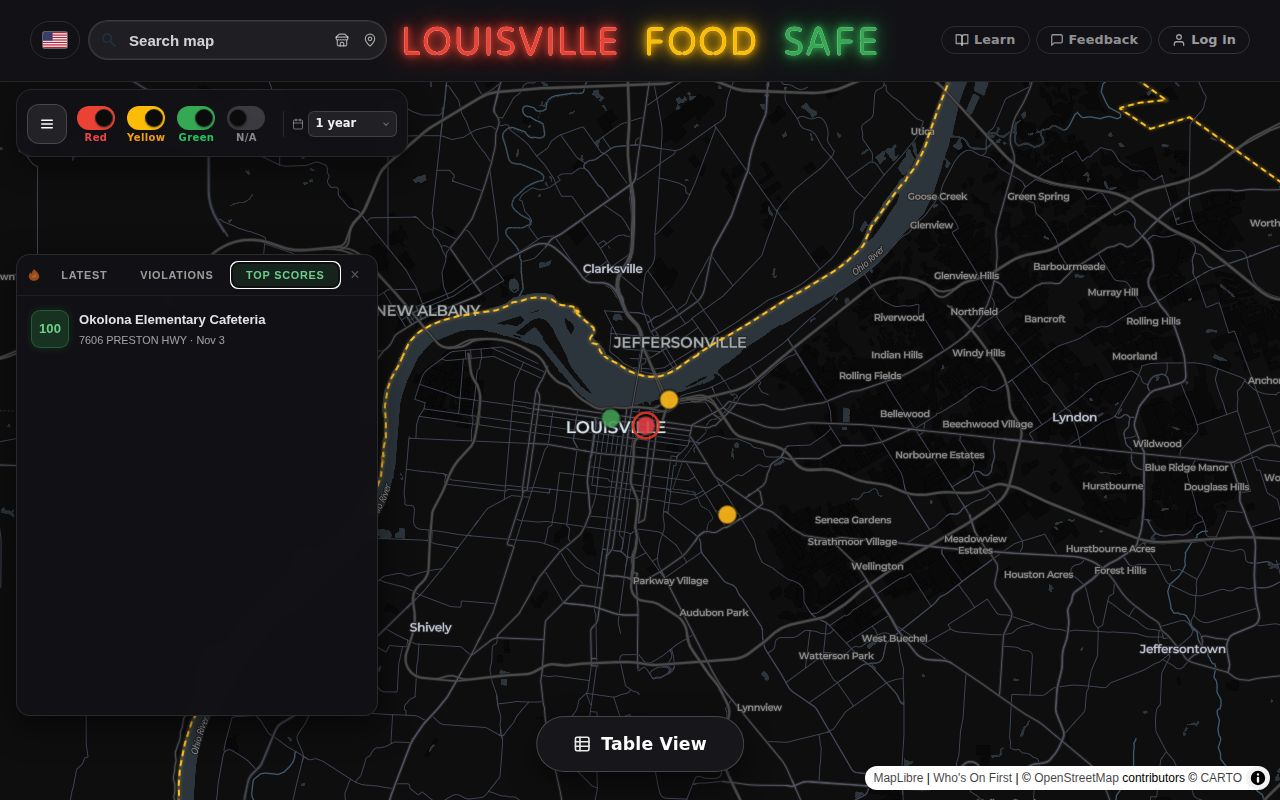 Search map
LOUISVILLE FOOD SAFE
Learn
Feedback
Log In
Red
Yellow
Green
N/A
1 year
LATEST
VIOLATIONS
TOP SCORES
100
Okolona Elementary Cafeteria
7606 PRESTON HWY · Nov 3
Utica
Goose Creek
Green Spring
Glenview
Ohio River
Clarksville
Glenview Hills
Barbourmeade
Murray Hill
NEW ALBANY
Riverwood
Northfield
Bancroft
Rolling Hills
JEFFERSONVILLE
Indian Hills
Windy Hills
Moorland
Rolling Fields
Bellewood
Beechwood Village
Lyndon
LOUISVILLE
Wildwood
Norbourne Estates
Blue Ridge Manor
Hurstbourne
Douglass Hills
Seneca Gardens
Strathmoor Village
Meadowview
Estates
Hurstbourne Acres
Wellington
Houston Acres
Forest Hills
Parkway Village
Audubon Park
Shively
West Buechel
Watterson Park
Jeffersontown
Lynnview
Ohio River
Table View
MapLibre | Who's On First | © OpenStreetMap contributors © CARTO